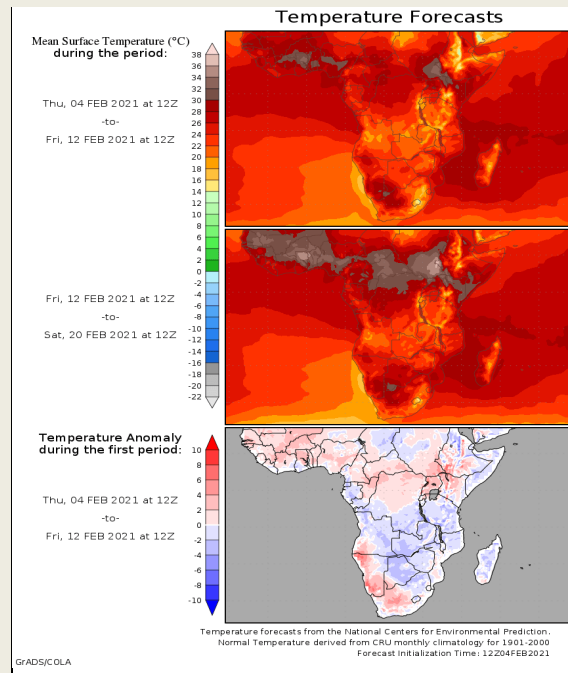 Temperature Forecasts
Mean Surface Temperature (°C)
during the period:
Thu, 04 FEB 2021 at 12Z
-to-
Fri, 12 FEB 2021 at 12Z
38
36
34
32
30
28
26
24
22
20
18
16
14
12
10
8
6
4
2
0
-2
-4
-6
-8
-10
-12
-14
-16
-18
-20
-22
Fri, 12 FEB 2021 at 12Z
-to-
Sat, 20 FEB 2021 at 12Z
Temperature Anomaly
during the first period:
Thu, 04 FEB 2021 at 12Z
-to-
Fri, 12 FEB 2021 at 12Z
10
8
6
4
2
0
-2
-4
-6
-8
-10
Temperature forecasts from the National Centers for Environmental Prediction.
Normal Temperature derived from CRU monthly climatology for 1901-2000
Forecast Initialization Time: 12Z04FEB2021
GrADS/COLA